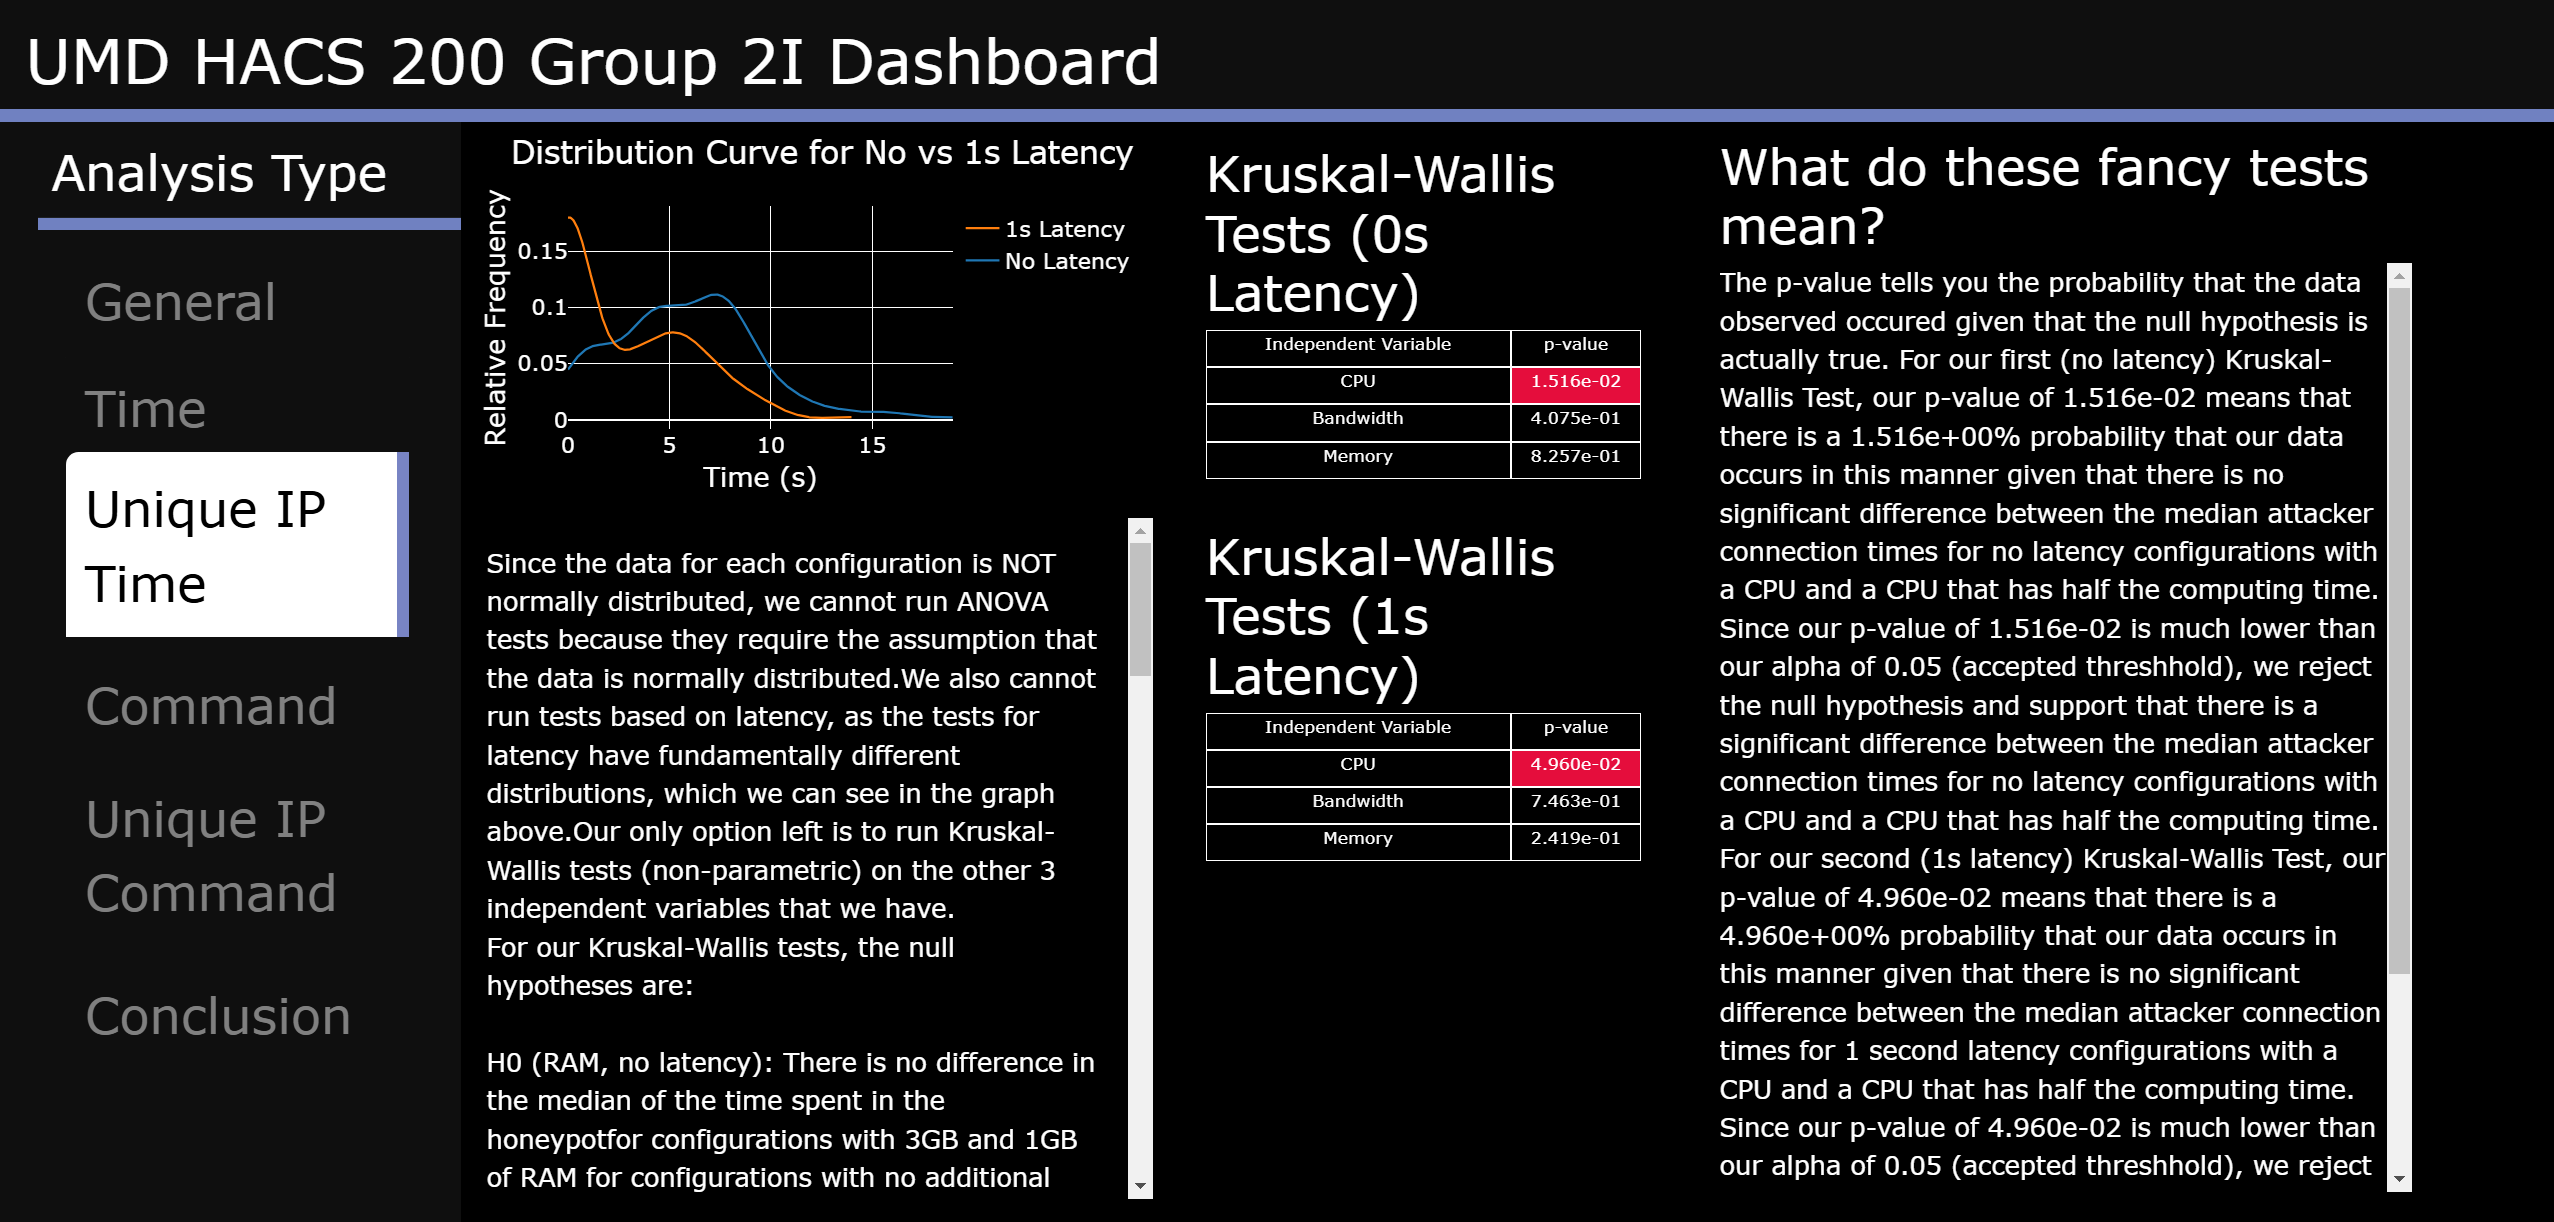 UMD HACS 200 Group 2I Dashboard
Analysis Type
General
Time
Unique IP
Time
Command
Unique IP
Command
Conclusion
Distribution Curve for No vs 1s Latency
Relative Frequency
0.15
0.1
0.05
0
0
5
10
15
Time (s)
1s Latency
No Latency
Since the data for each configuration is NOT
normally distributed, we cannot run ANOVA
tests because they require the assumption that
the data is normally distributed.We also cannot
run tests based on latency, as the tests for
latency have fundamentally different
distributions, which we can see in the graph
above.Our only option left is to run Kruskal-
Wallis tests (non-parametric) on the other 3
independent variables that we have.
For our Kruskal-Wallis tests, the null
hypotheses are:
H0 (RAM, no latency): There is no difference in
the median of the time spent in the
honeypotfor configurations with 3GB and 1GB
of RAM for configurations with no additional
Kruskal-Wallis
Tests (0s
Latency)
Independent Variable p-value
CPU 1.516e-02
Bandwidth 4.075e-01
Memory 8.257e-01
Kruskal-Wallis
Tests (1s
Latency)
Independent Variable p-value
CPU 4.960e-02
Bandwidth 7.463e-01
Memory 2.419e-01
What do these fancy tests
mean?
The p-value tells you the probability that the data
observed occured given that the null hypothesis is
actually true. For our first (no latency) Kruskal-
Wallis Test, our p-value of 1.516e-02 means that
there is a 1.516e+00% probability that our data
occurs in this manner given that there is no
significant difference between the median attacker
connection times for no latency configurations with
a CPU and a CPU that has half the computing time.
Since our p-value of 1.516e-02 is much lower than
our alpha of 0.05 (accepted threshhold), we reject
the null hypothesis and support that there is a
significant difference between the median attacker
connection times for no latency configurations with
a CPU and a CPU that has half the computing time.
For our second (1s latency) Kruskal-Wallis Test, our
p-value of 4.960e-02 means that there is a
4.960e+00% probability that our data occurs in
this manner given that there is no significant
difference between the median attacker connection
times for 1 second latency configurations with a
CPU and a CPU that has half the computing time.
Since our p-value of 4.960e-02 is much lower than
our alpha of 0.05 (accepted threshhold), we reject